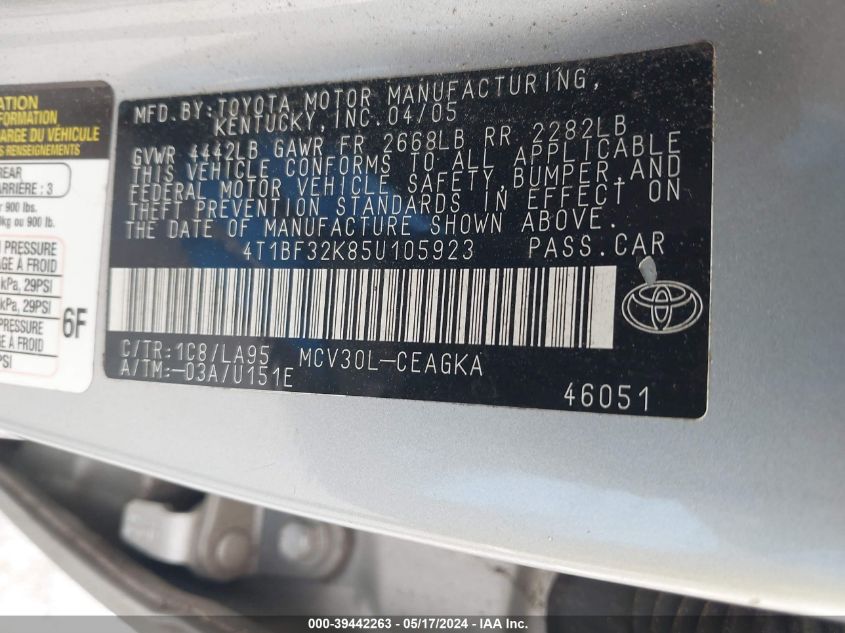 ATION
FORMATION
CHARGE DU VÉHICULE
S RENSEIGNEMENTS
REAR
ARRIÈRE : 3
900 lbs.
kg ou 900 lb.
PRESSURE
AGE A FROID
kPa, 29PSI
kPa, 29PSI
PRESSURE
E A FROID
PSI
6F
MFD.BY:TOYOTA MOTOR MANUFACTURING,
KENTUCKY, INC. 04/05
GVWR 4442LB GAWR FR 2668LB RR 2282LB
THIS VEHICLE CONFORMS TO ALL APPLICABLE
FEDERAL MOTOR VEHICLE SAFETY,BUMPER,AND
THEFT PREVENTION STANDARDS IN EFFECT ON
THE DATE OF MANUFACTURE SHOWN ABOVE.
4T1BF32K85U105923 PASS.CAR
C/TR:1C8/LA95 MCV30L-CEAGKA
A/TM:-03A/U151E
46051
000-39442263 - 05/17/2024 - IAA Inc.